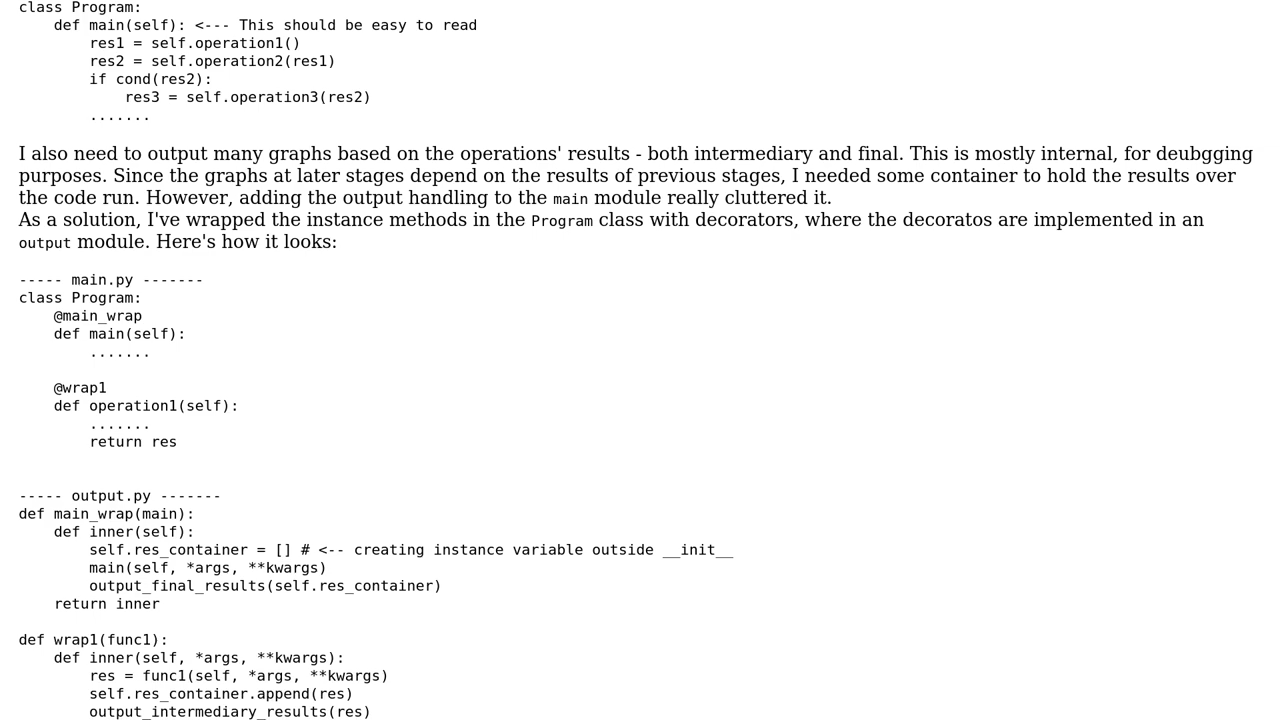 class Program:
    def main(self): <--- This should be easy to read
        res1 = self.operation1()
        res2 = self.operation2(res1)
        if cond(res2):
            res3 = self.operation3(res2)
        .......
I also need to output many graphs based on the operations' results - both intermediary and final. This is mostly internal, for deubgging
purposes. Since the graphs at later stages depend on the results of previous stages, I needed some container to hold the results over
the code run. However, adding the output handling to the main module really cluttered it.
As a solution, I've wrapped the instance methods in the Program class with decorators, where the decoratos are implemented in an
output module. Here's how it looks:
----- main.py -------
class Program:
    @main_wrap
    def main(self):
        .......
    @wrap1
    def operation1(self):
        .......
        return res
----- output.py -------
def main_wrap(main):
    def inner(self):
        self.res_container = [] # <-- creating instance variable outside __init__
        main(self, *args, **kwargs)
        output_final_results(self.res_container)
    return inner
def wrap1(func1):
    def inner(self, *args, **kwargs):
        res = func1(self, *args, **kwargs)
        self.res_container.append(res)
        output_intermediary_results(res)